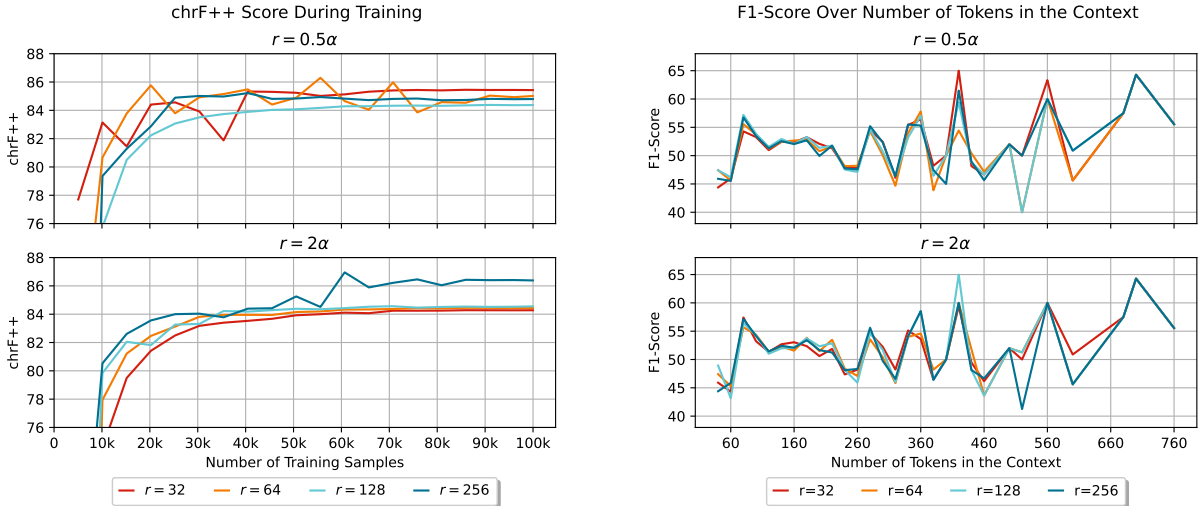 chrF++ Score During Training
r = 0.5α
chrF++
88
86
84
82
80
78
76
r = 2α
chrF++
88
86
84
82
80
78
76
0 10k 20k 30k 40k 50k 60k 70k 80k 90k 100k
Number of Training Samples
r = 32 r = 64 r = 128 r = 256
F1-Score Over Number of Tokens in the Context
r = 0.5α
F1-Score
65
60
55
50
45
40
r = 2α
F1-Score
65
60
55
50
45
40
60 160 260 360 460 560 660 760
Number of Tokens in the Context
r=32 r=64 r=128 r=256